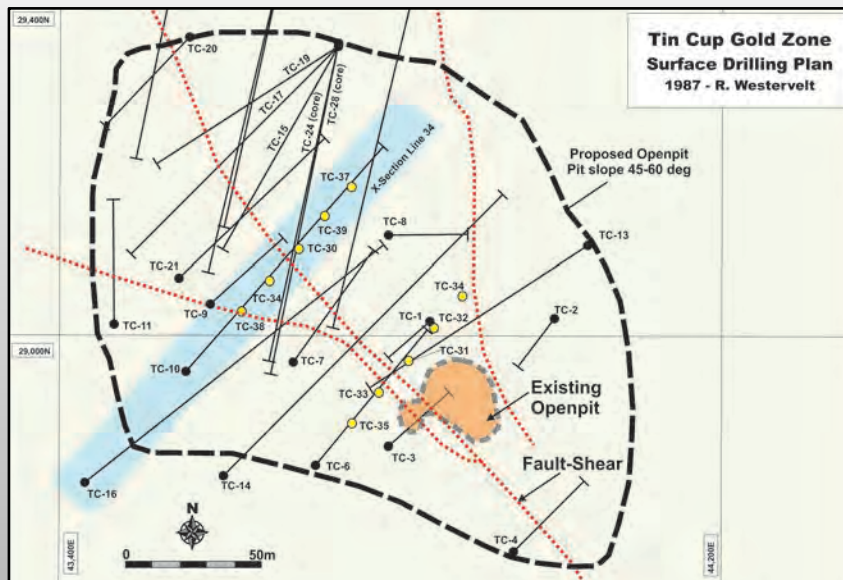 29,400N
Tin Cup Gold Zone
Surface Drilling Plan
1987 - R. Westervelt
TC-20
TC-19
TC-17
TC-15
TC-24 (core)
TC-28 (core)
X-Section Line 34
Proposed Openpit
Pit slope 45-60 deg
TC-37
TC-39
TC-8
TC-13
TC-30
TC-21
TC-34
TC-34
TC-9
TC-38
TC-1
TC-32
TC-2
TC-11
29,000N
TC-31
TC-10
TC-7
TC-33
Existing
Openpit
TC-35
TC-3
Fault-Shear
TC-6
TC-14
TC-16
N
TC-4
0 50m
43,400E
44,200E